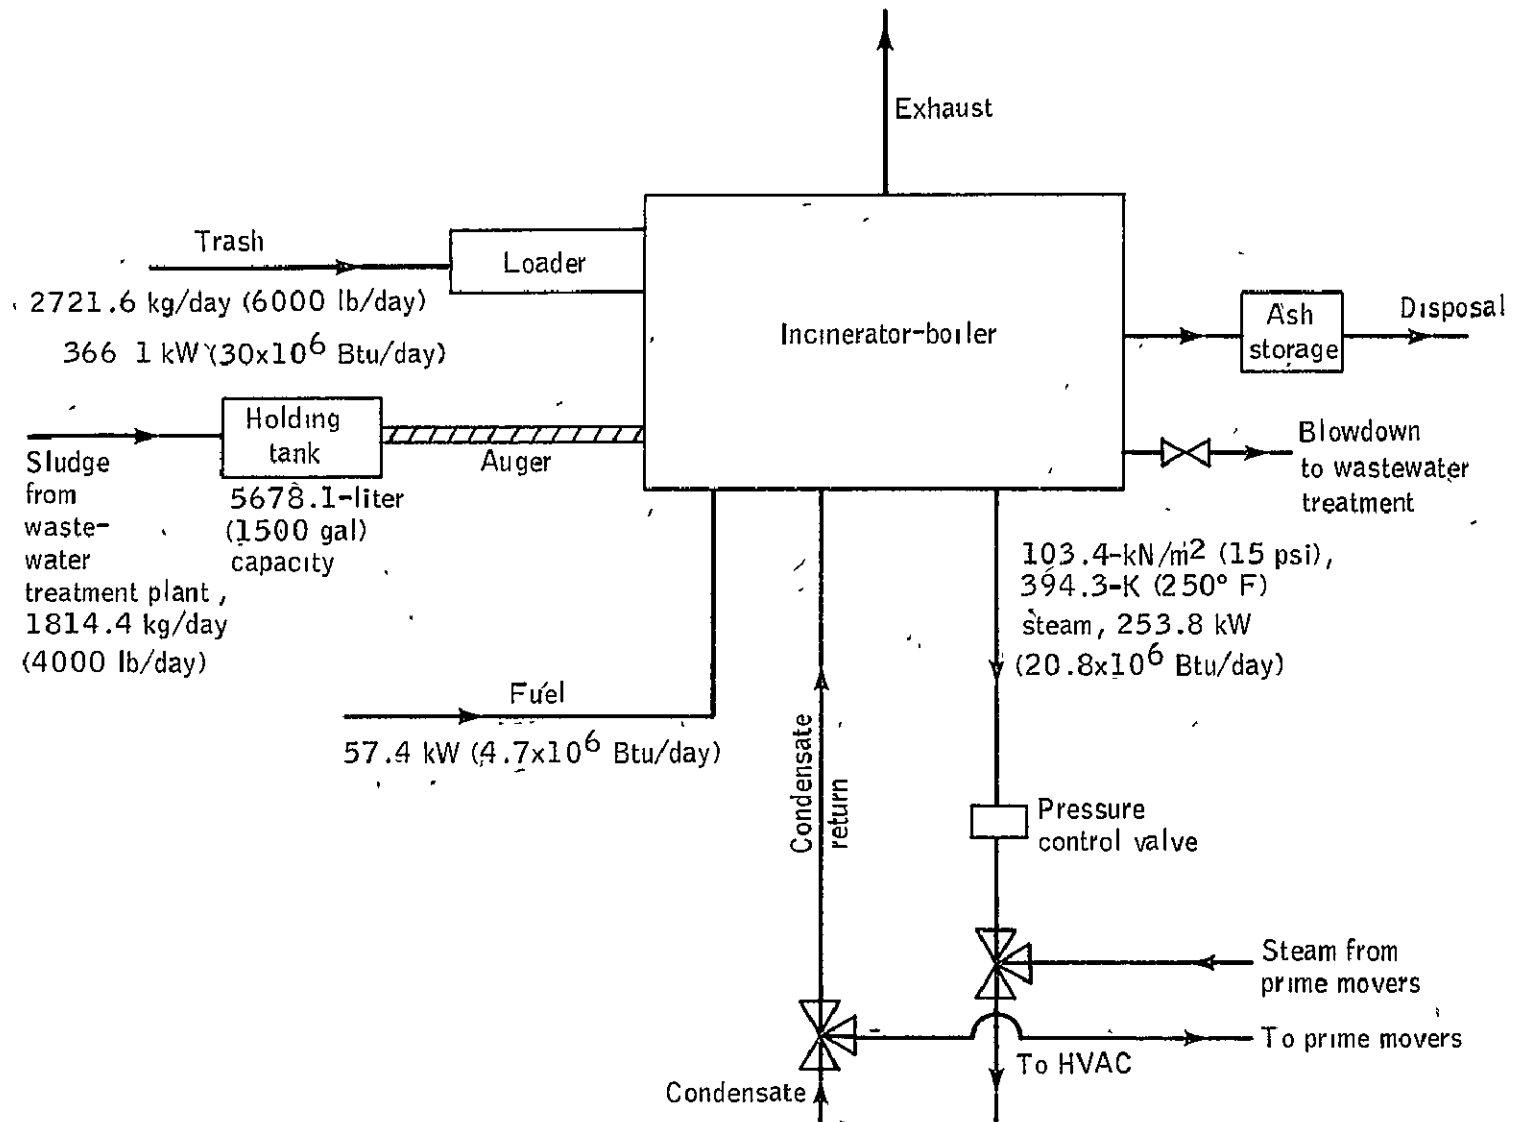 Exhaust
Trash
Loader
2721.6 kg/day (6000 lb/day)
366 1 kW (30x10⁶ Btu/day)
Incinerator-boiler
Ash
storage
Disposal
Holding
tank
Auger
Sludge
from
waste-
water
treatment plant,
1814.4 kg/day
(4000 lb/day)
5678.1-liter
(1500 gal)
capacity
Blowdown
to wastewater
treatment
103.4-kN/m² (15 psi),
394.3-K (250° F)
steam, 253.8 kW
(20.8x10⁶ Btu/day)
Fuel
57.4 kW (4.7x10⁶ Btu/day)
Condensate
return
Pressure
control valve
Steam from
prime movers
To prime movers
To HVAC
Condensate